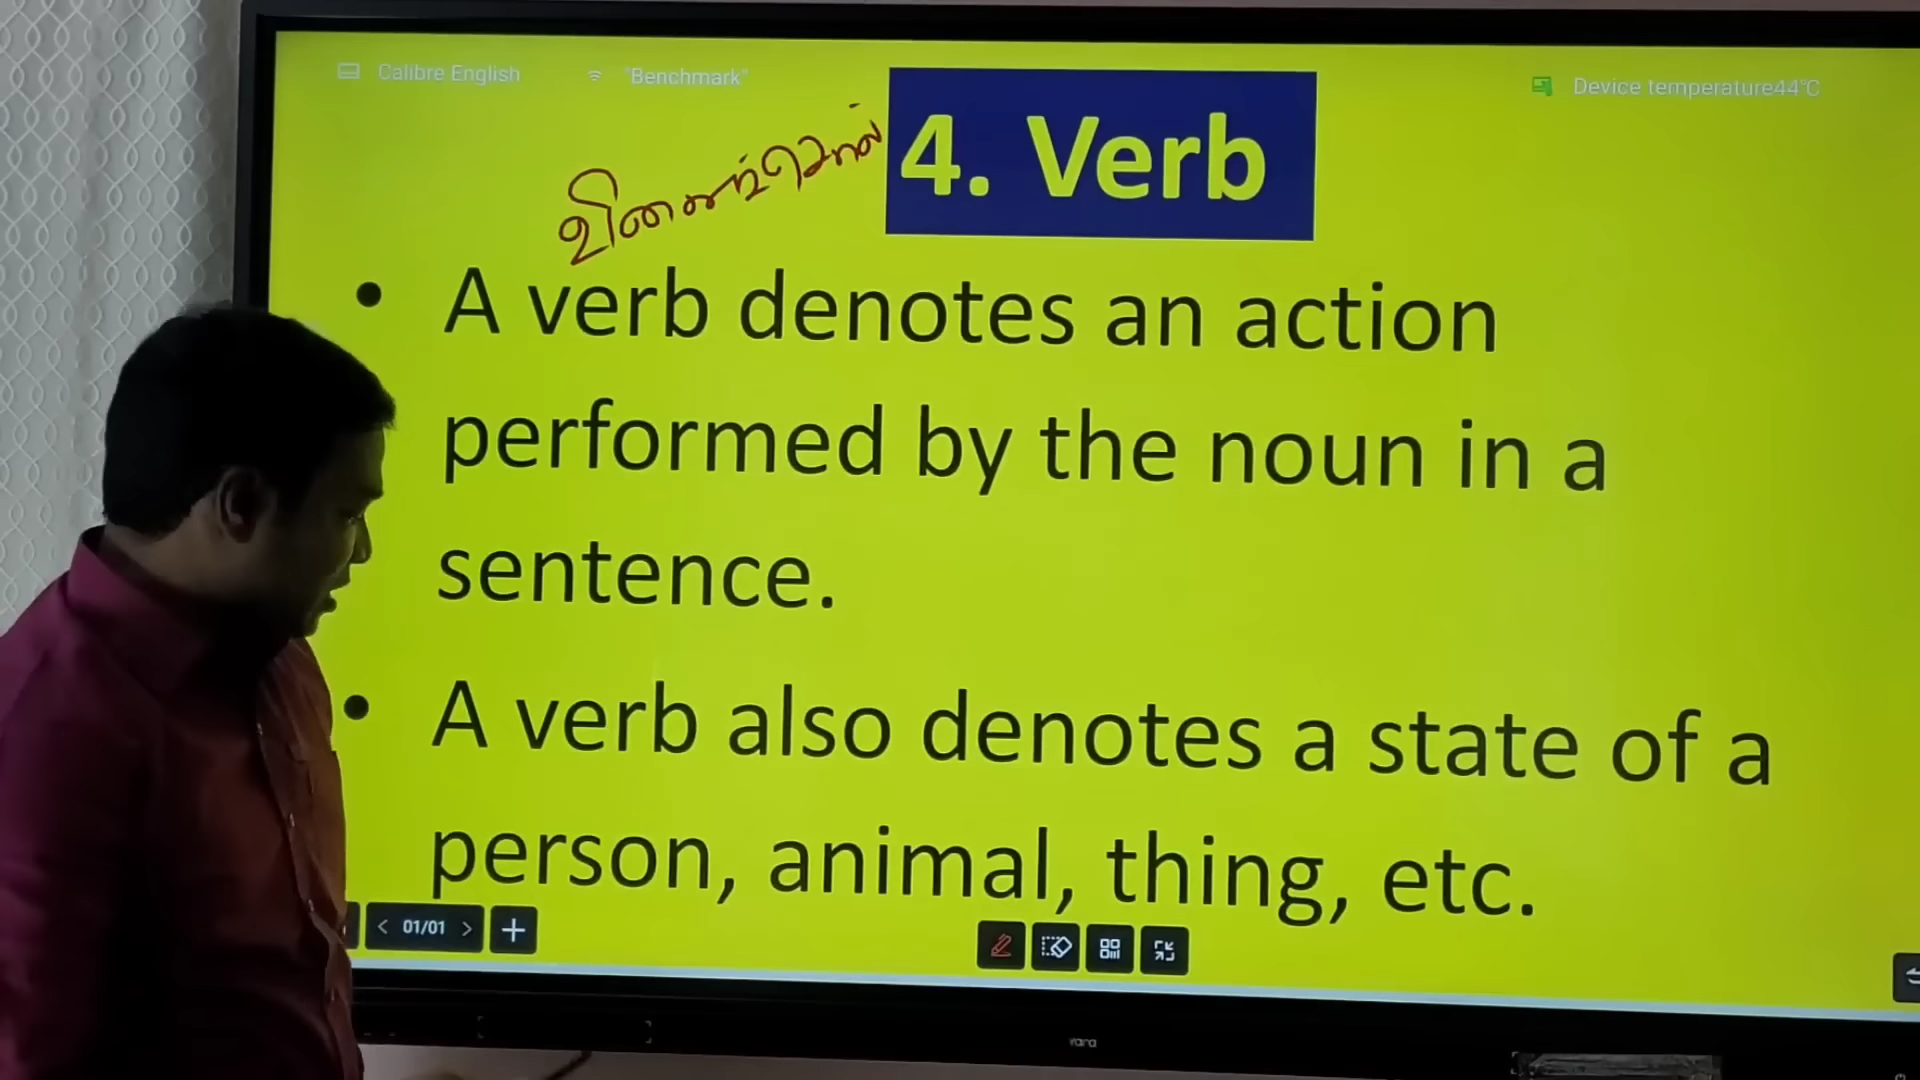 Calibre English
"Benchmark"
Device temperature44°C
வினைச்சொல்
4. Verb
• A verb denotes an action
performed by the noun in a
sentence.
• A verb also denotes a state of a
person, animal, thing, etc.
01/01